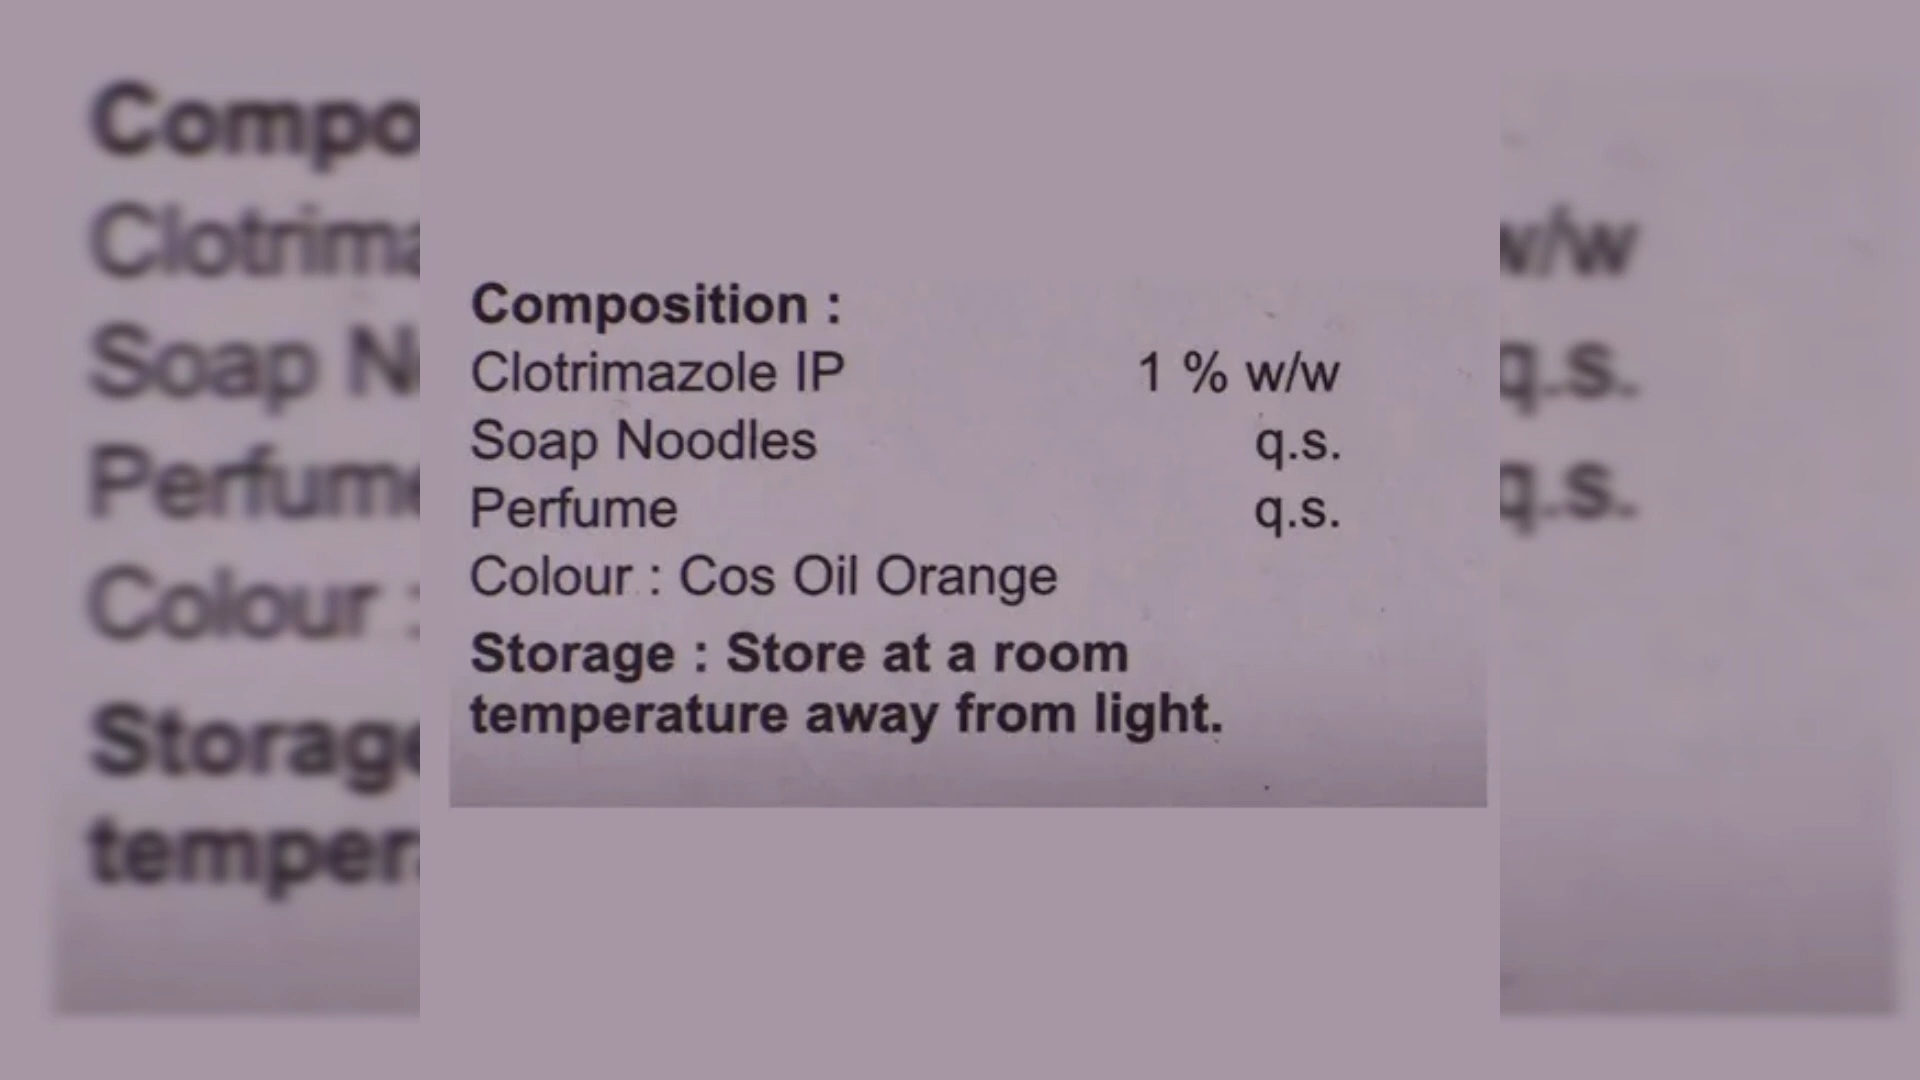 Composition :
Clotrimazole IP 1 % w/w
Soap Noodles q.s.
Perfume q.s.
Colour : Cos Oil Orange
Storage : Store at a room
temperature away from light.